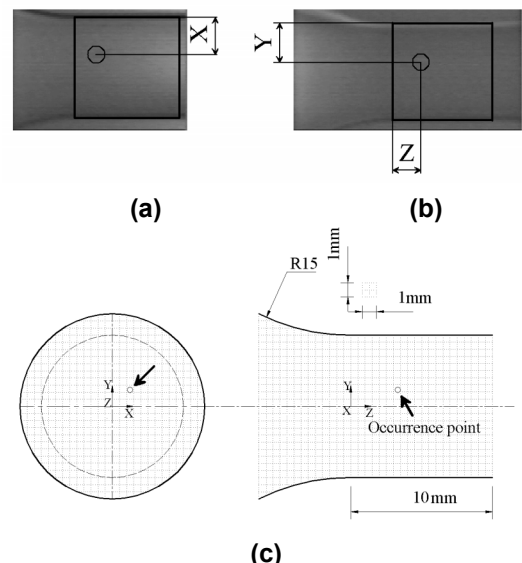 X
Y
Z
(a)
(b)
R15
1mm
1mm
Y
Z
X
Y
X
Z
Occurrence point
10mm
(c)